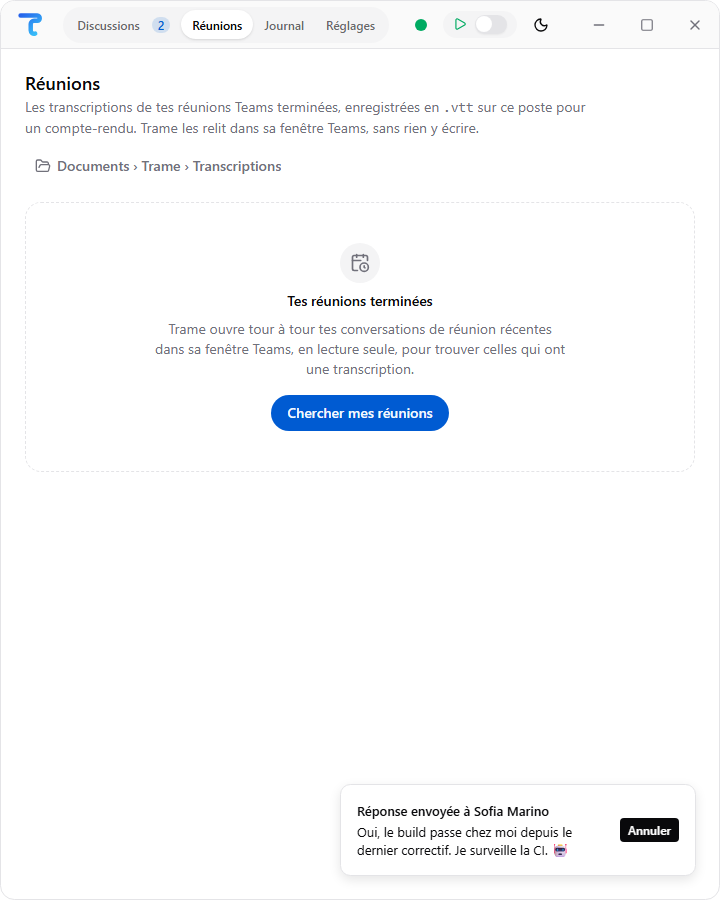 Discussions 2 Réunions Journal Réglages
Réunions
Les transcriptions de tes réunions Teams terminées, enregistrées en .vtt sur ce poste pour
un compte-rendu. Trame les relit dans sa fenêtre Teams, sans rien y écrire.
Documents › Trame › Transcriptions
Tes réunions terminées
Trame ouvre tour à tour tes conversations de réunion récentes
dans sa fenêtre Teams, en lecture seule, pour trouver celles qui ont
une transcription.
Chercher mes réunions
Réponse envoyée à Sofia Marino
Oui, le build passe chez moi depuis le
dernier correctif. Je surveille la CI.
Annuler